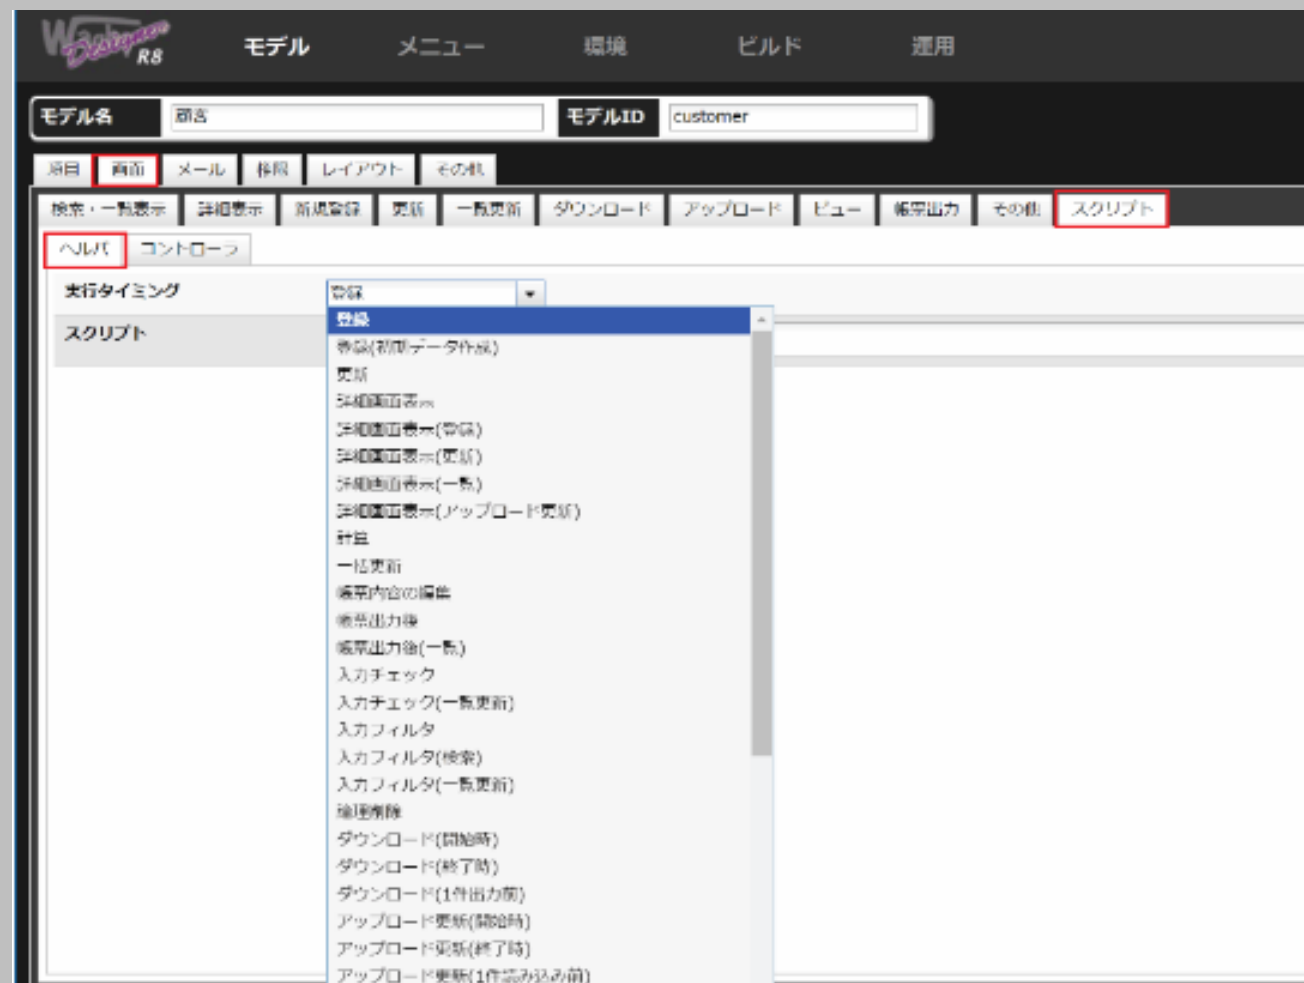 Wagby Designer R8
モデル メニュー 環境 ビルド 運用
モデル名 顧客 モデルID customer
項目 画面 メール 権限 レイアウト その他
検索・一覧表示 詳細表示 新規登録 更新 一覧更新 ダウンロード アップロード ビュー 帳票出力 その他 スクリプト
ヘルパ コントローラ
実行タイミング 登録
スクリプト
登録
登録(初期データ作成)
更新
詳細画面表示
詳細画面表示(登録)
詳細画面表示(更新)
詳細画面表示(一覧)
詳細画面表示(アップロード更新)
計算
一括更新
帳票内容の編集
帳票出力後
帳票出力後(一覧)
入力チェック
入力チェック(一覧更新)
入力フィルタ
入力フィルタ(検索)
入力フィルタ(一覧更新)
論理削除
ダウンロード(開始時)
ダウンロード(終了時)
ダウンロード(1件出力前)
アップロード更新(開始時)
アップロード更新(終了時)
アップロード更新(1件読み込み前)